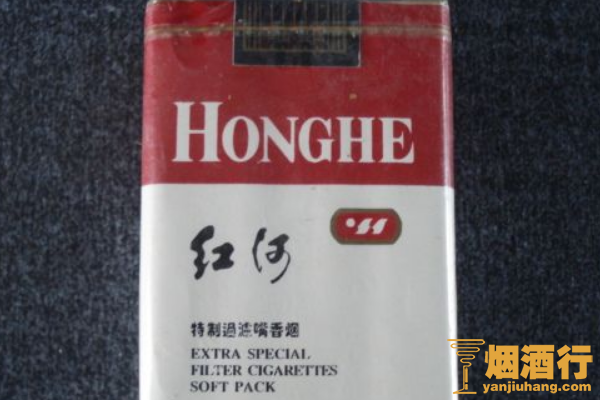 HONGHE
红河
特制過滤嘴香烟
EXTRA SPECIAL
FILTER CIGARETTES
SOFT PACK
烟酒行
yanjiuhang.com